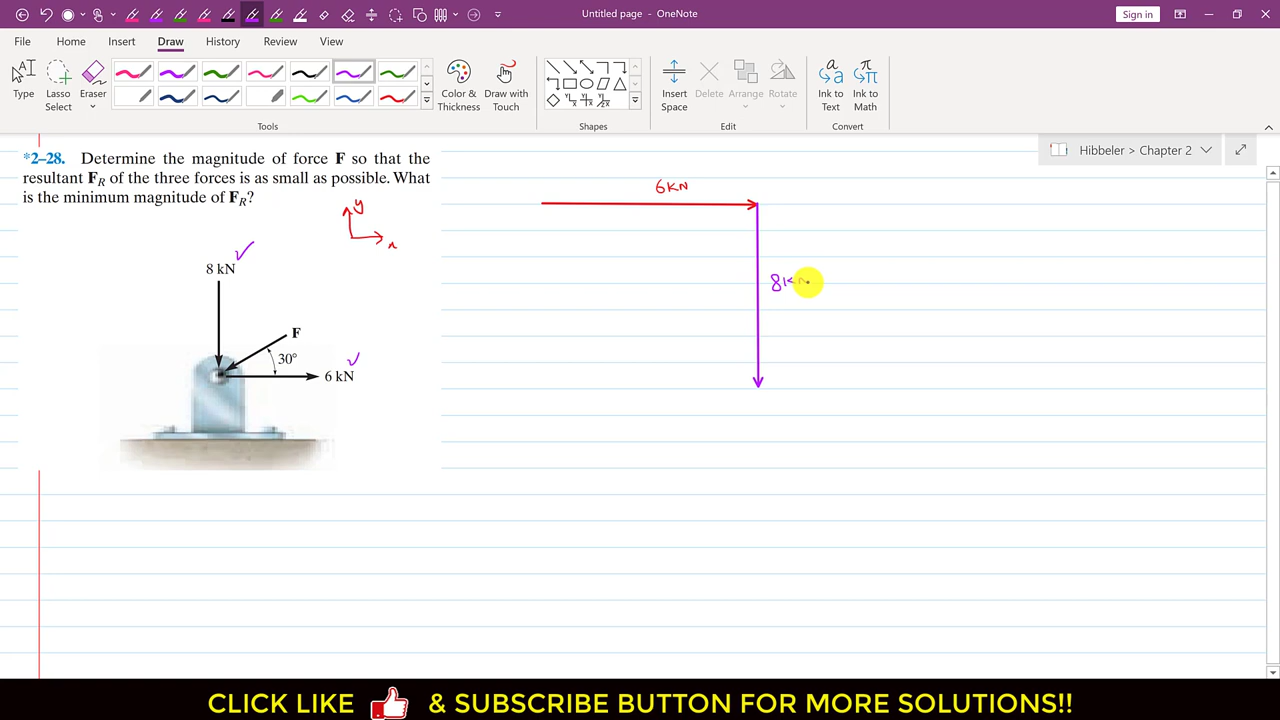 Untitled page - OneNote
Sign in
File
Home
Insert
Draw
History
Review
View
Type
Lasso
Select
Eraser
Color &
Thickness
Draw with
Touch
Insert
Space
Delete
Arrange
Rotate
Ink to
Text
Ink to
Math
Tools
Shapes
Edit
Convert
Hibbeler > Chapter 2
*2–28. Determine the magnitude of force F so that the
resultant F_R of the three forces is as small as possible. What
is the minimum magnitude of F_R?
y
x
8 kN
F
30°
6 kN
6KN
8KN
CLICK LIKE & SUBSCRIBE BUTTON FOR MORE SOLUTIONS!!